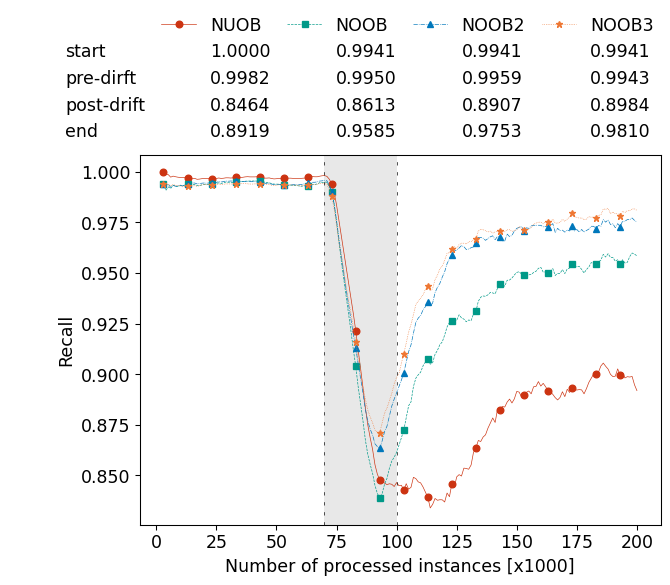 NUOB NOOB NOOB2 NOOB3
start 1.0000 0.9941 0.9941 0.9941
pre-dirft 0.9982 0.9950 0.9959 0.9943
post-drift 0.8464 0.8613 0.8907 0.8984
end 0.8919 0.9585 0.9753 0.9810
1.000
0.975
0.950
0.925
0.900
0.875
0.850
Recall
0 25 50 75 100 125 150 175 200
Number of processed instances [x1000]